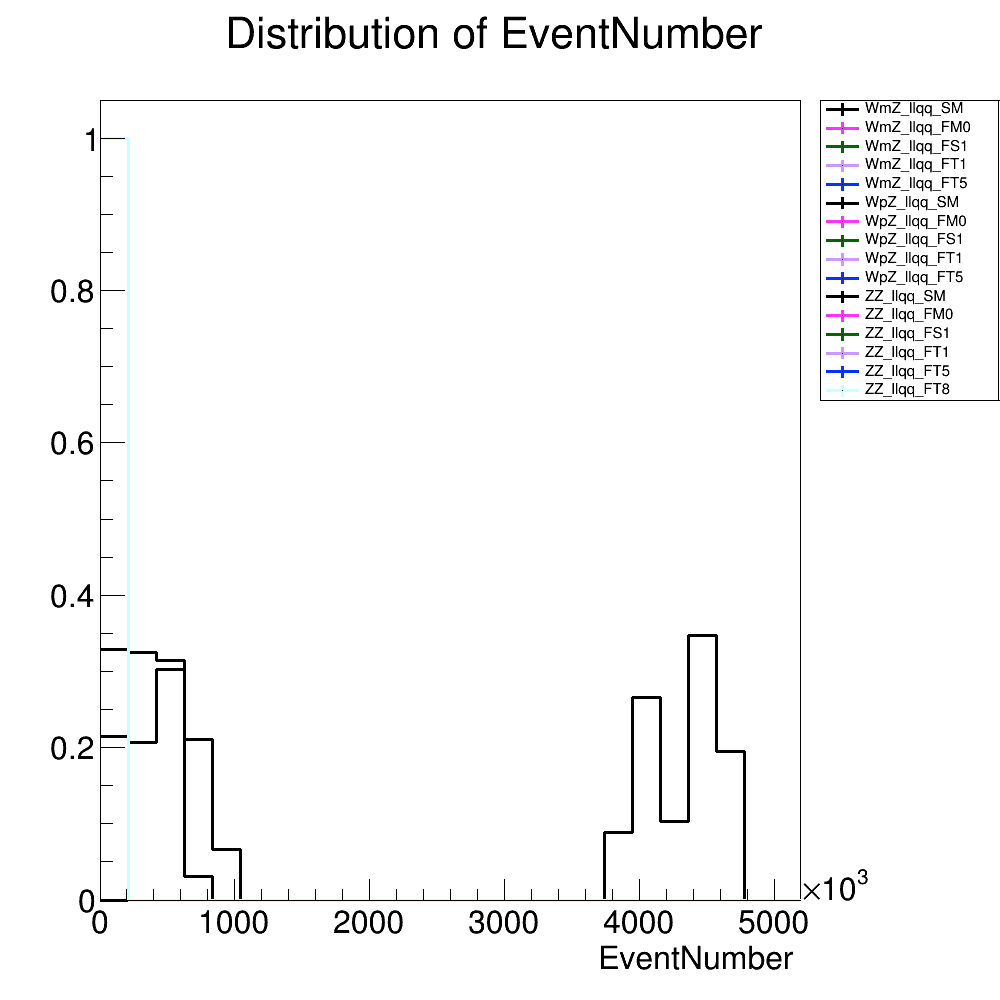 Distribution of EventNumber
WmZ_llqq_SM
WmZ_llqq_FM0
WmZ_llqq_FS1
WmZ_llqq_FT1
WmZ_llqq_FT5
WpZ_llqq_SM
WpZ_llqq_FM0
WpZ_llqq_FS1
WpZ_llqq_FT1
WpZ_llqq_FT5
ZZ_llqq_SM
ZZ_llqq_FM0
ZZ_llqq_FS1
ZZ_llqq_FT1
ZZ_llqq_FT5
ZZ_llqq_FT8
1
0.8
0.6
0.4
0.2
0
0 1000 2000 3000 4000 5000
×10³
EventNumber